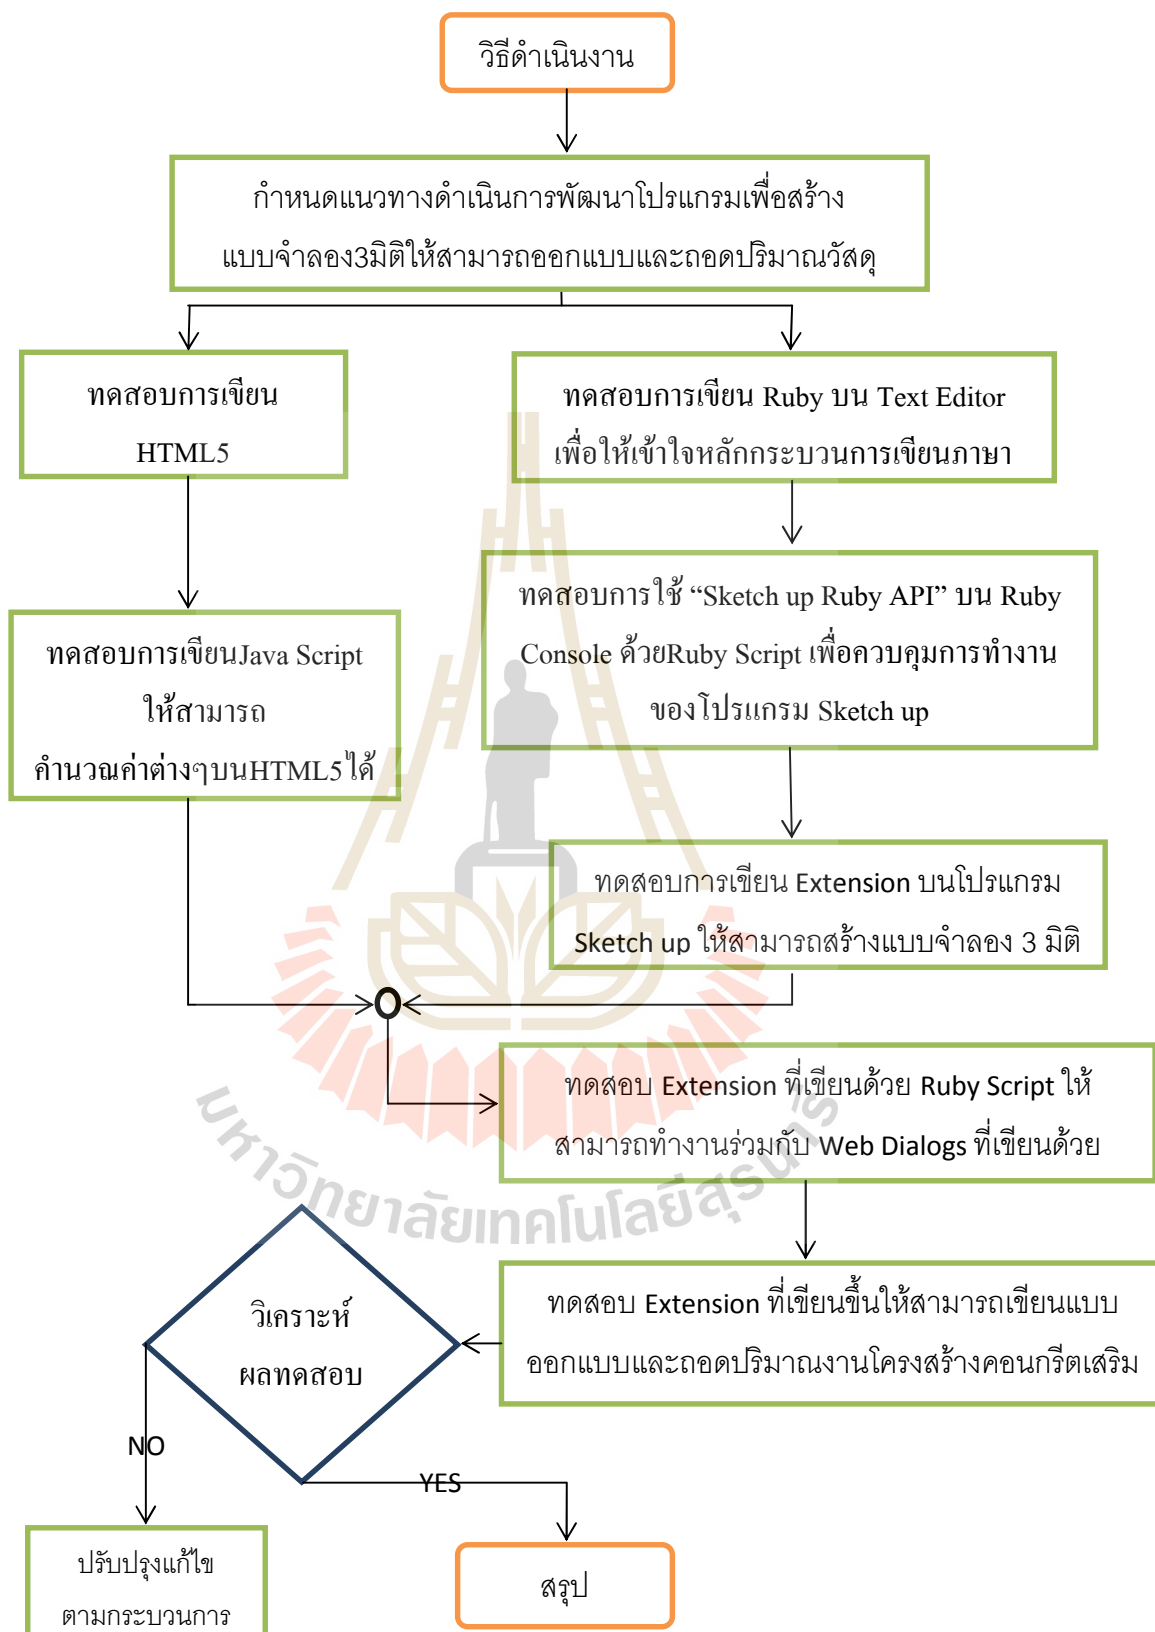 วิธีดำเนินงาน
กำหนดแนวทางดำเนินการพัฒนาโปรแกรมเพื่อสร้าง
แบบจำลอง3มิติให้สามารถออกแบบและถอดปริมาณวัสดุ
ทดสอบการเขียน
HTML5
ทดสอบการเขียนJava Script
ให้สามารถ
คำนวณค่าต่างๆบนHTML5ได้
ทดสอบการเขียน Ruby บน Text Editor
เพื่อให้เข้าใจหลักกระบวนการเขียนภาษา
ทดสอบการใช้ “Sketch up Ruby API” บน Ruby
Console ด้วยRuby Script เพื่อควบคุมการทำงาน
ของโปรแกรม Sketch up
ทดสอบการเขียน Extension บนโปรแกรม
Sketch up ให้สามารถสร้างแบบจำลอง 3 มิติ
ทดสอบ Extension ที่เขียนด้วย Ruby Script ให้
สามารถทำงานร่วมกับ Web Dialogs ที่เขียนด้วย
มหาวิทยาลัยเทคโนโลยีสุรนารี
ทดสอบ Extension ที่เขียนขึ้นให้สามารถเขียนแบบ
ออกแบบและถอดปริมาณงานโครงสร้างคอนกรีตเสริม
วิเคราะห์
ผลทดสอบ
NO
YES
ปรับปรุงแก้ไข
ตามกระบวนการ
สรุป